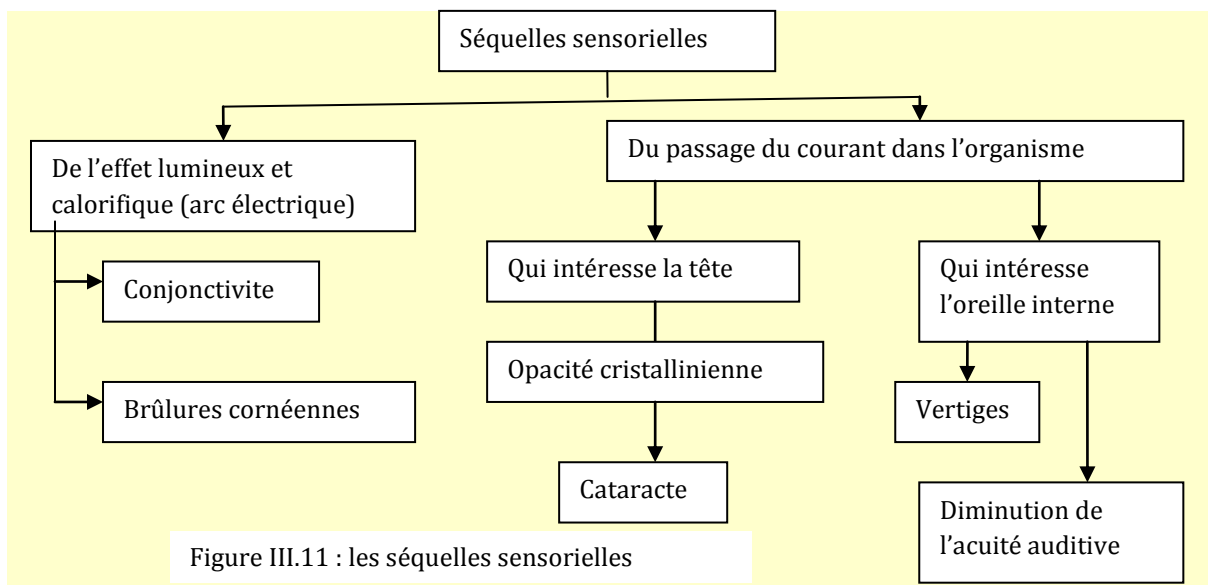 Séquelles sensorielles
De l’effet lumineux et
calorifique (arc électrique)
Du passage du courant dans l’organisme
Conjonctivite
Brûlures cornéennes
Qui intéresse la tête
Opacité cristallinienne
Cataracte
Qui intéresse
l’oreille interne
Vertiges
Diminution de
l’acuité auditive
Figure III.11 : les séquelles sensorielles